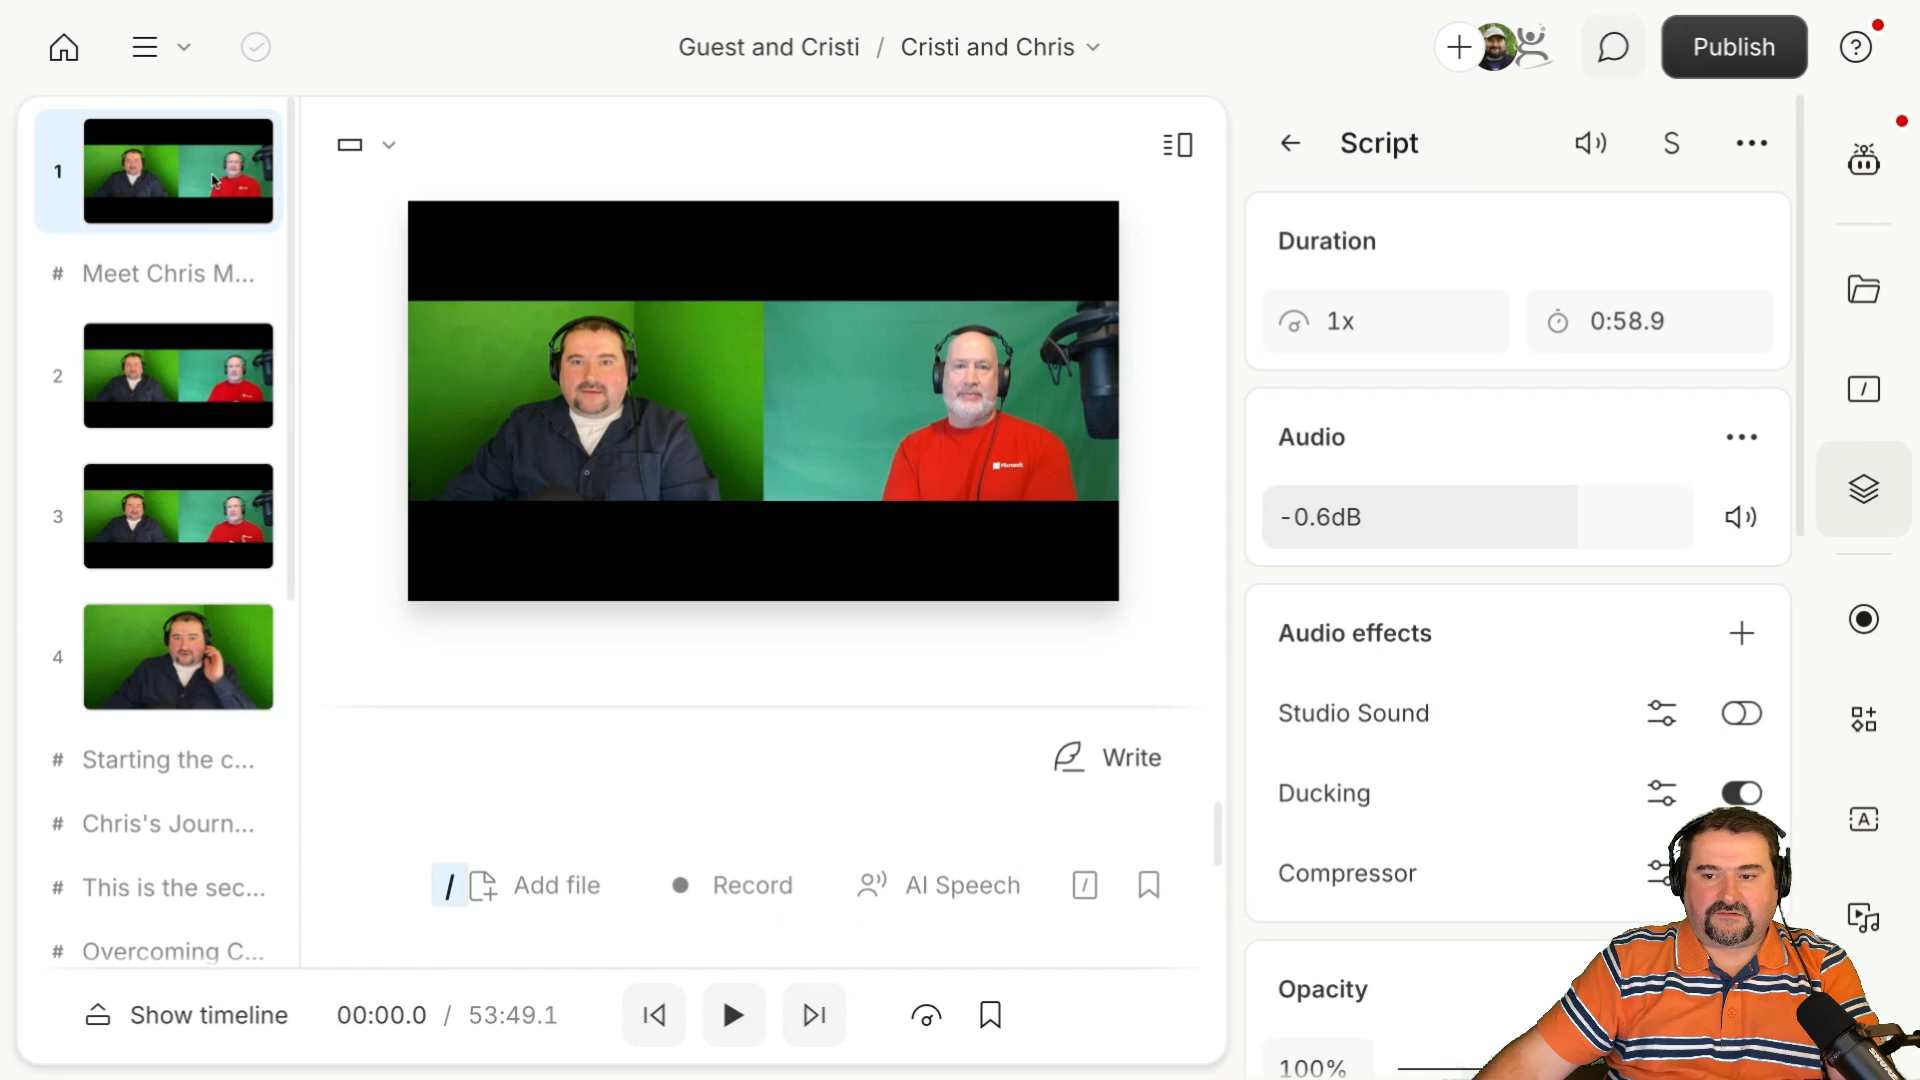 Guest and Cristi / Cristi and Chris
Publish
1
# Meet Chris M...
2
3
4
# Starting the c...
# Chris's Journ...
# This is the sec...
# Overcoming C...
Microsoft
Write
/ Add file
Record
AI Speech
Show timeline
00:00.0 / 53:49.1
Script
S
Duration
1x
0:58.9
Audio
-0.6dB
Audio effects
Studio Sound
Ducking
Compressor
Opacity
100%
A